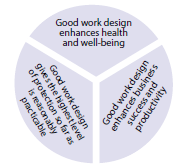 Good work design
enhances health
and well-being
Good work design
gives the highest level
of protection so far as
is reasonably
practicable
Good work design
enhances business
success and
productivity